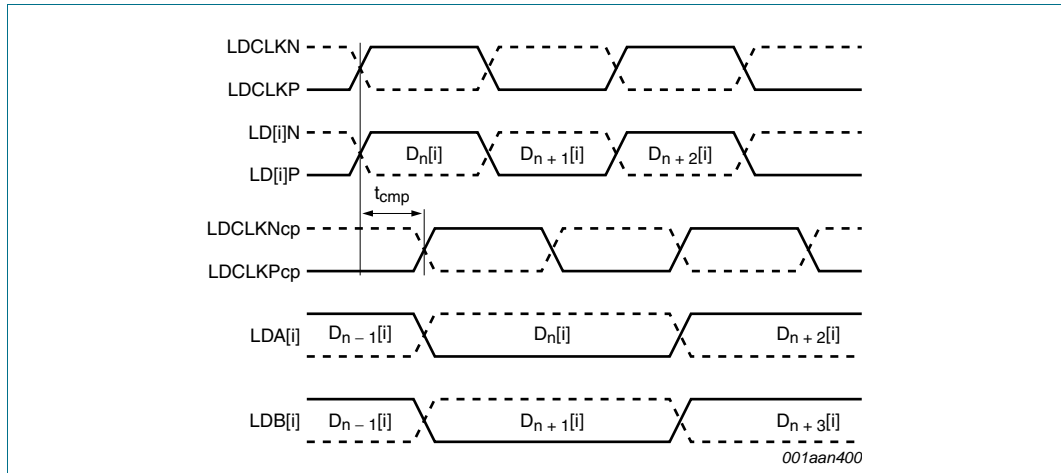 LDCLKN
LDCLKP
LD[i]N
LD[i]P
Dn[i] Dn + 1[i] Dn + 2[i]
tcmp
LDCLKNcp
LDCLKPcp
LDA[i] Dn − 1[i] Dn[i] Dn + 2[i]
LDB[i] Dn − 1[i] Dn + 1[i] Dn + 3[i]
001aan400